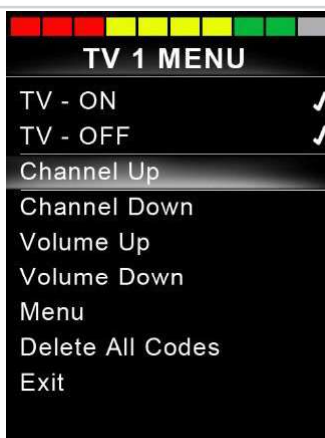 TV 1 MENU
TV - ON
TV - OFF
Channel Up
Channel Down
Volume Up
Volume Down
Menu
Delete All Codes
Exit